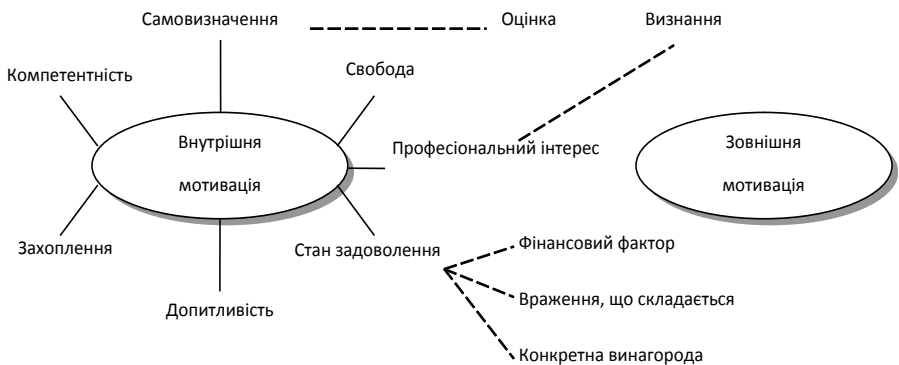 Самовизначення
Оцінка
Визнання
Компетентність
Свобода
Внутрішня
мотивація
Професіональний інтерес
Зовнішня
мотивація
Захоплення
Стан задоволення
Фінансовий фактор
Враження, що складається
Допитливість
Конкретна винагорода